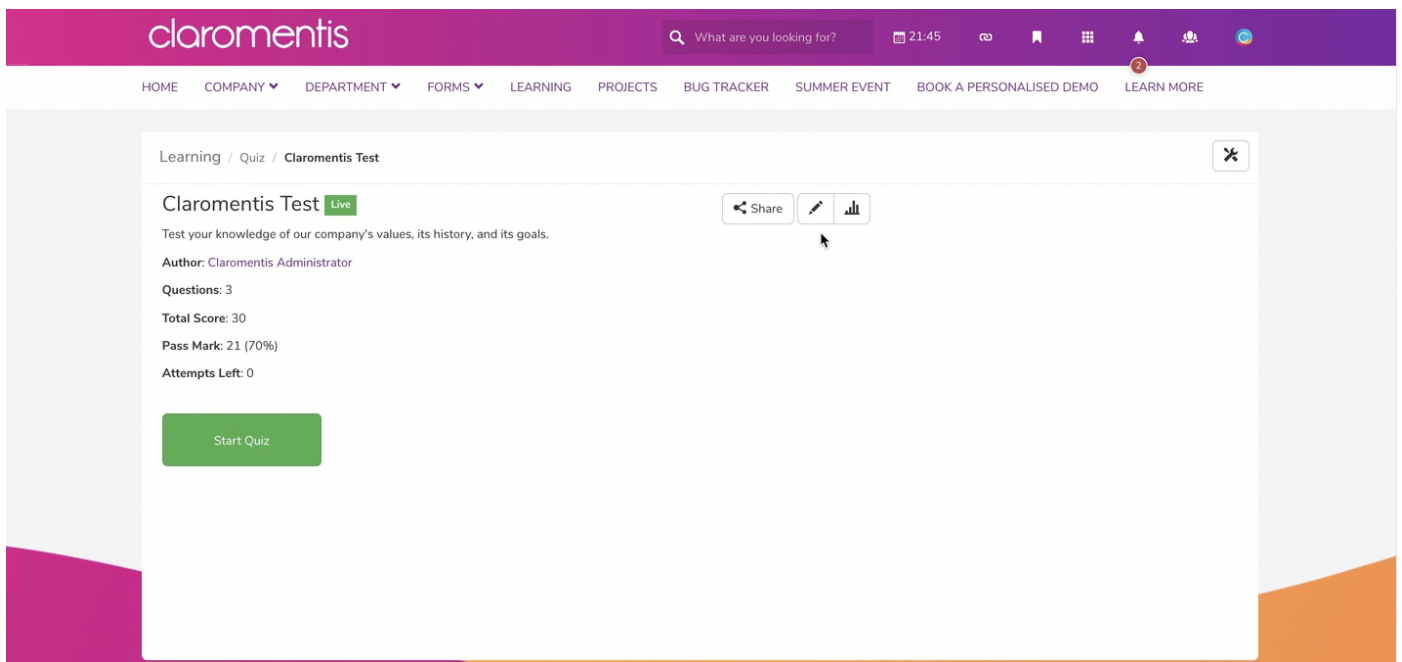 claromentis
What are you looking for?
21:45
2
HOME COMPANY DEPARTMENT FORMS LEARNING PROJECTS BUG TRACKER SUMMER EVENT BOOK A PERSONALISED DEMO LEARN MORE
Learning / Quiz / Claromentis Test
Claromentis Test Live
Share
Test your knowledge of our company's values, its history, and its goals.
Author: Claromentis Administrator
Questions: 3
Total Score: 30
Pass Mark: 21 (70%)
Attempts Left: 0
Start Quiz